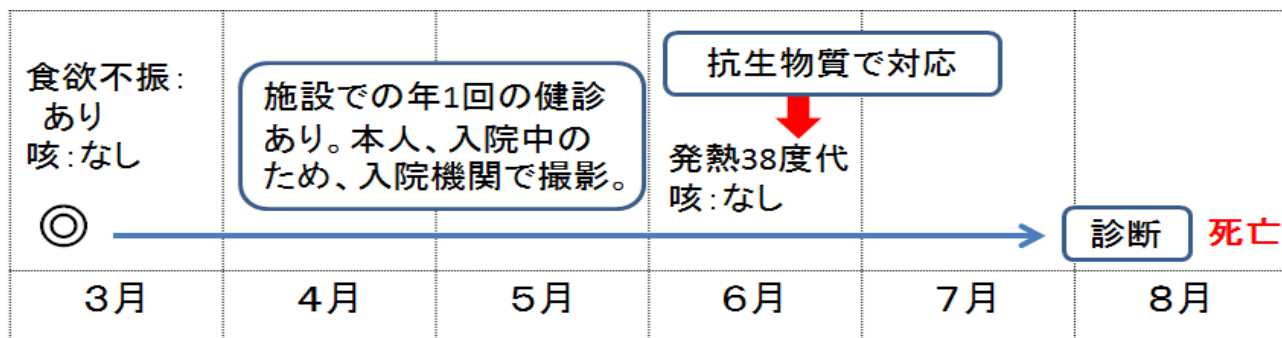 食欲不振：
あり
咳：なし
◎
施設での年1回の健診
あり。本人、入院中の
ため、入院機関で撮影。
抗生物質で対応
発熱38度代
咳：なし
診断
死亡
3月
4月
5月
6月
7月
8月